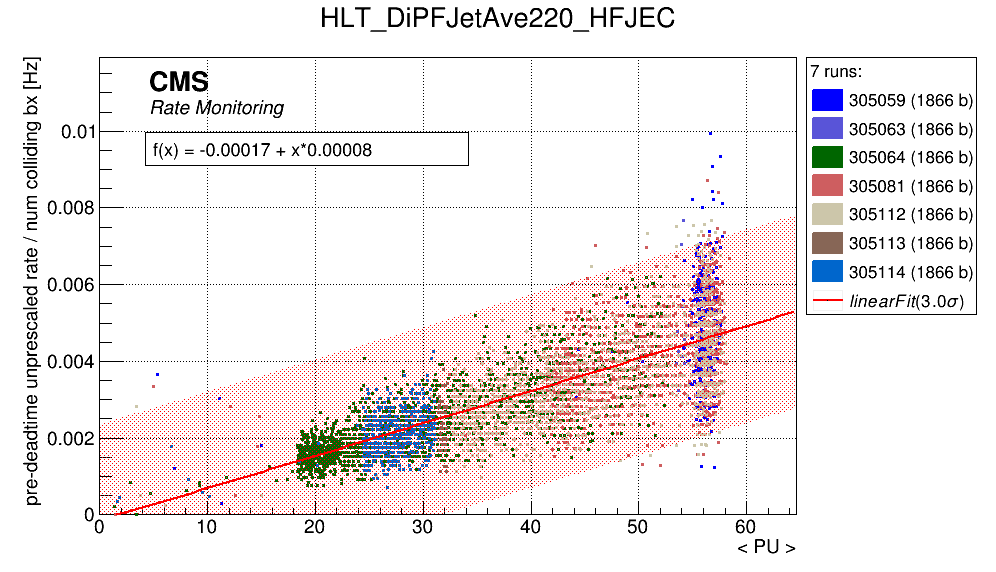 HLT_DiPFJetAve220_HFJEC
CMS
Rate Monitoring
f(x) = -0.00017 + x*0.00008
pre-deadtime unprescaled rate / num colliding bx [Hz]
0.01
0.008
0.006
0.004
0.002
0
0 10 20 30 40 50 60
< PU >
7 runs:
305059 (1866 b)
305063 (1866 b)
305064 (1866 b)
305081 (1866 b)
305112 (1866 b)
305113 (1866 b)
305114 (1866 b)
linearFit(3.0σ)